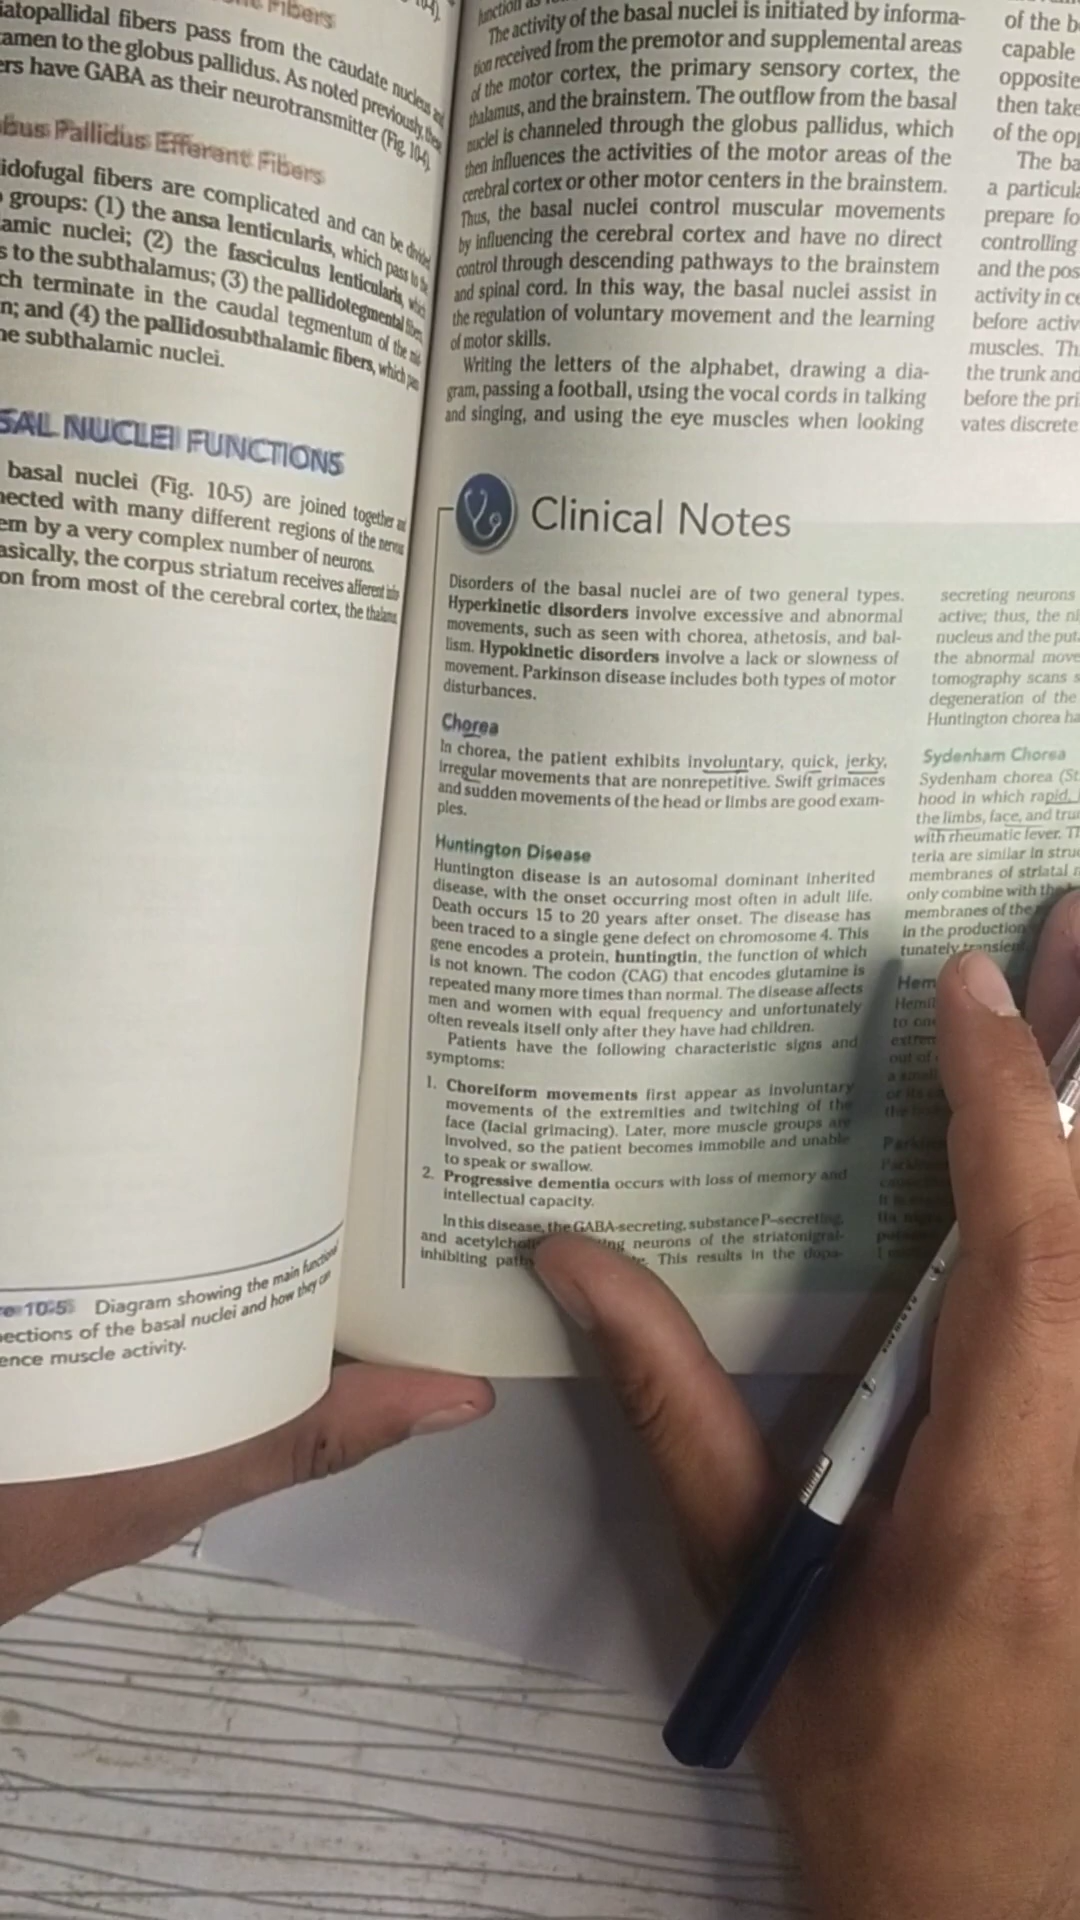 Fibers
iatopallidal fibers pass from the caudate nucleus and
amen to the globus pallidus. As noted previously, these
ers have GABA as their neurotransmitter (Fig. 10-4).
bus Pallidus Efferent Fibers
idofugal fibers are complicated and can be divided
groups: (1) the ansa lenticularis, which pass to the
amic nuclei; (2) the fasciculus lenticularis, which
s to the subthalamus; (3) the pallidotegmental fibers,
ch terminate in the caudal tegmentum of the mid
n; and (4) the pallidosubthalamic fibers, which pass
he subthalamic nuclei.
SAL NUCLEI FUNCTIONS
basal nuclei (Fig. 10-5) are joined together and
nected with many different regions of the nervous
em by a very complex number of neurons.
asically, the corpus striatum receives afferent info
on from most of the cerebral cortex, the thalamus
e 10-5 Diagram showing the main functional
nections of the basal nuclei and how they can
ence muscle activity.
function as
The activity of the basal nuclei is initiated by informa-
tion received from the premotor and supplemental areas
of the motor cortex, the primary sensory cortex, the
thalamus, and the brainstem. The outflow from the basal
nuclei is channeled through the globus pallidus, which
then influences the activities of the motor areas of the
cerebral cortex or other motor centers in the brainstem.
Thus, the basal nuclei control muscular movements
by influencing the cerebral cortex and have no direct
control through descending pathways to the brainstem
and spinal cord. In this way, the basal nuclei assist in
the regulation of voluntary movement and the learning
of motor skills.
Writing the letters of the alphabet, drawing a dia-
gram, passing a football, using the vocal cords in talking
and singing, and using the eye muscles when looking
of the b
capable
opposite
then take
of the opp
The ba
a particula
prepare fo
controlling
and the pos
activity in ce
before activ
muscles. Th
the trunk and
before the pri
vates discrete
Clinical Notes
Disorders of the basal nuclei are of two general types.
Hyperkinetic disorders involve excessive and abnormal
movements, such as seen with chorea, athetosis, and bal-
lism. Hypokinetic disorders involve a lack or slowness of
movement. Parkinson disease includes both types of motor
disturbances.
Chorea
In chorea, the patient exhibits involuntary, quick, jerky,
irregular movements that are nonrepetitive. Swift grimaces
and sudden movements of the head or limbs are good exam-
ples.
Huntington Disease
Huntington disease is an autosomal dominant inherited
disease, with the onset occurring most often in adult life.
Death occurs 15 to 20 years after onset. The disease has
been traced to a single gene defect on chromosome 4. This
gene encodes a protein, huntingtin, the function of which
is not known. The codon (CAG) that encodes glutamine is
repeated many more times than normal. The disease affects
men and women with equal frequency and unfortunately
often reveals itself only after they have had children.
Patients have the following characteristic signs and
symptoms:
1. Choreiform movements first appear as involuntary
movements of the extremities and twitching of the
face (facial grimacing). Later, more muscle groups are
involved, so the patient becomes immobile and unable
to speak or swallow.
2. Progressive dementia occurs with loss of memory and
intellectual capacity.
In this disease, the GABA-secreting, substance P–secreting,
and acetylcho ting neurons of the striatonigral-
inhibiting path e. This results in the dopa-
secreting neurons
active; thus, the ni
nucleus and the put
the abnormal move
tomography scans s
degeneration of the
Huntington chorea ha
Sydenham Chorea
Sydenham chorea (St
hood in which rapid,
the limbs, face, and tru
with rheumatic fever. Th
teria are similar in struc
membranes of striatal n
only combine with the
membranes of the
in the production
tunately transient
Hem
Hemi
to one
extrem
out of
a small
or its
the
Parkin
Parkin